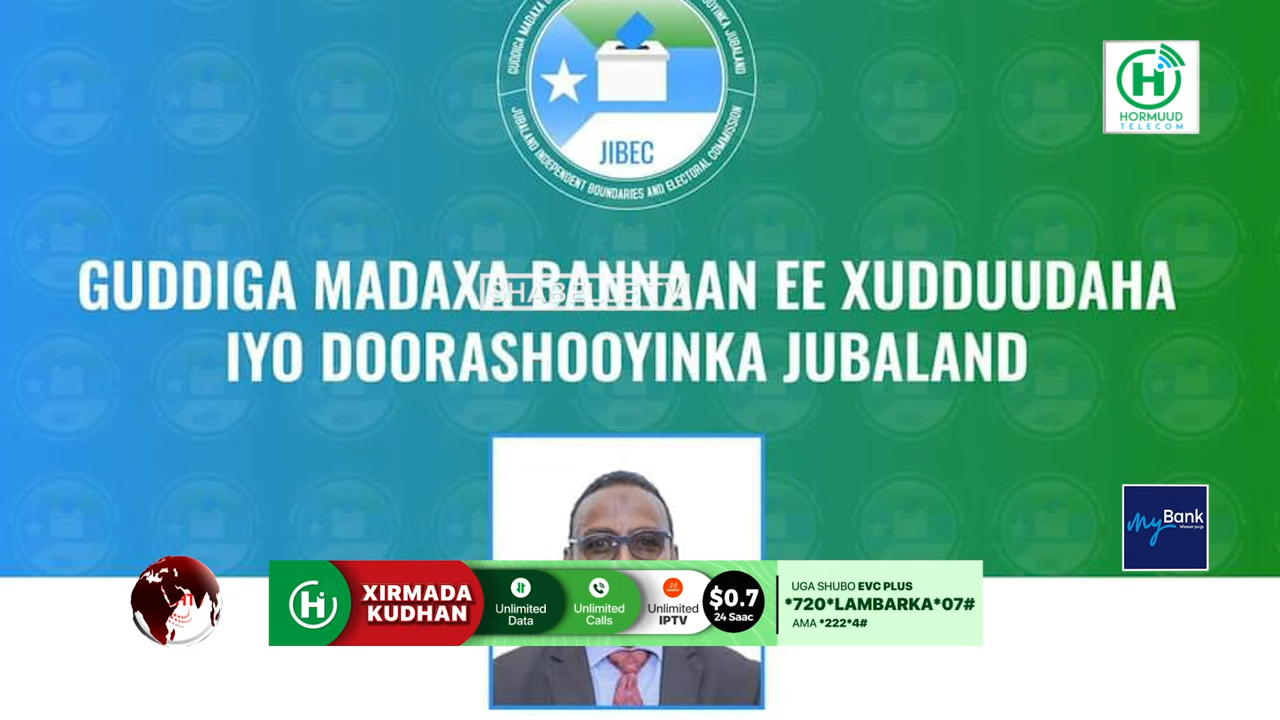 JUBALAND INDEPENDENT BOUNDARIES AND ELECTORAL COMMISSION
JIBEC
HORMUUD
TELECOM
GUDDIGA MADAXA BANNAAN EE XUDDUUDAHA
SHABELLE TV
IYO DOORASHOOYINKA JUBALAND
MyBank
XIRMADA
KUDHAN
Unlimited
Data
Unlimited
Calls
Unlimited
IPTV
$0.7
24 Saac
UGA SHUBO EVC PLUS
*720*LAMBARKA*07#
AMA *222*4#